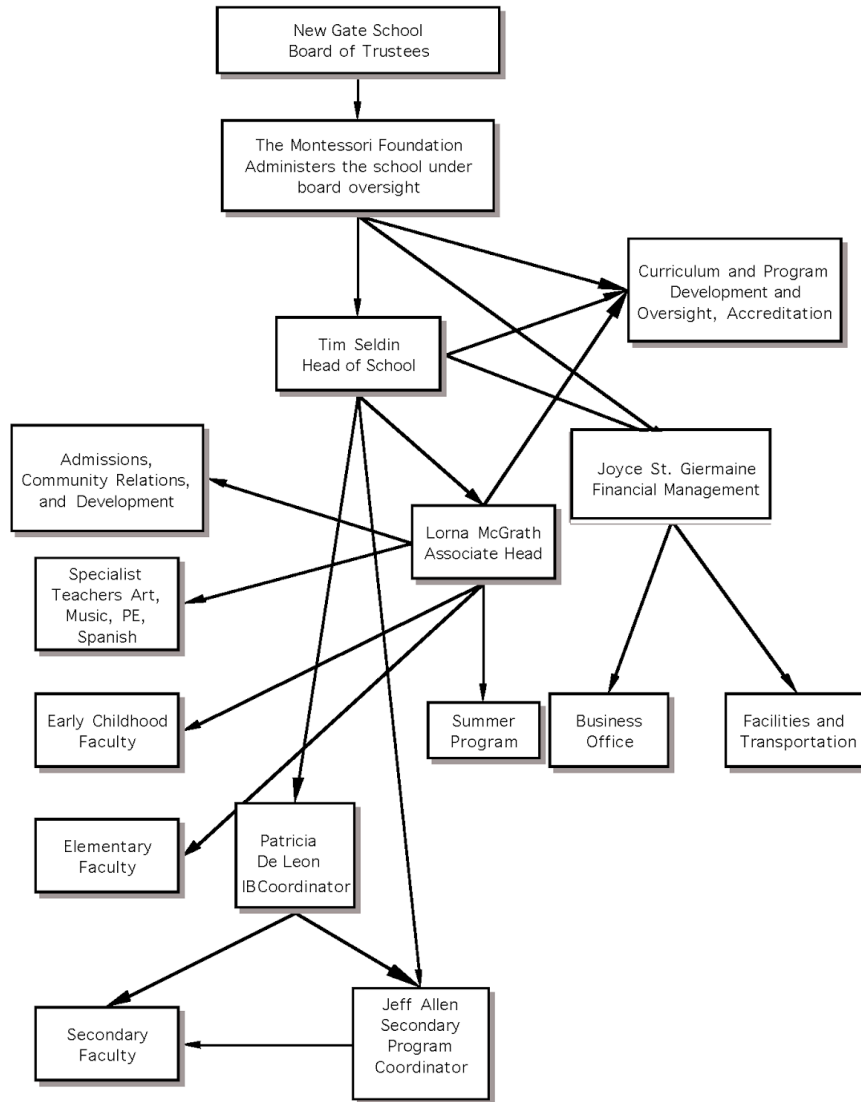 New Gate School
Board of Trustees
The Montessori Foundation
Administers the school under
board oversight
Curriculum and Program
Development and
Oversight, Accreditation
Tim Seldin
Head of School
Admissions,
Community Relations,
and Development
Joyce St. Giermaine
Financial Management
Lorna McGrath
Associate Head
Specialist
Teachers Art,
Music, PE,
Spanish
Early Childhood
Faculty
Summer
Program
Business
Office
Facilities and
Transportation
Elementary
Faculty
Patricia
De Leon
IBCoordinator
Secondary
Faculty
Jeff Allen
Secondary
Program
Coordinator